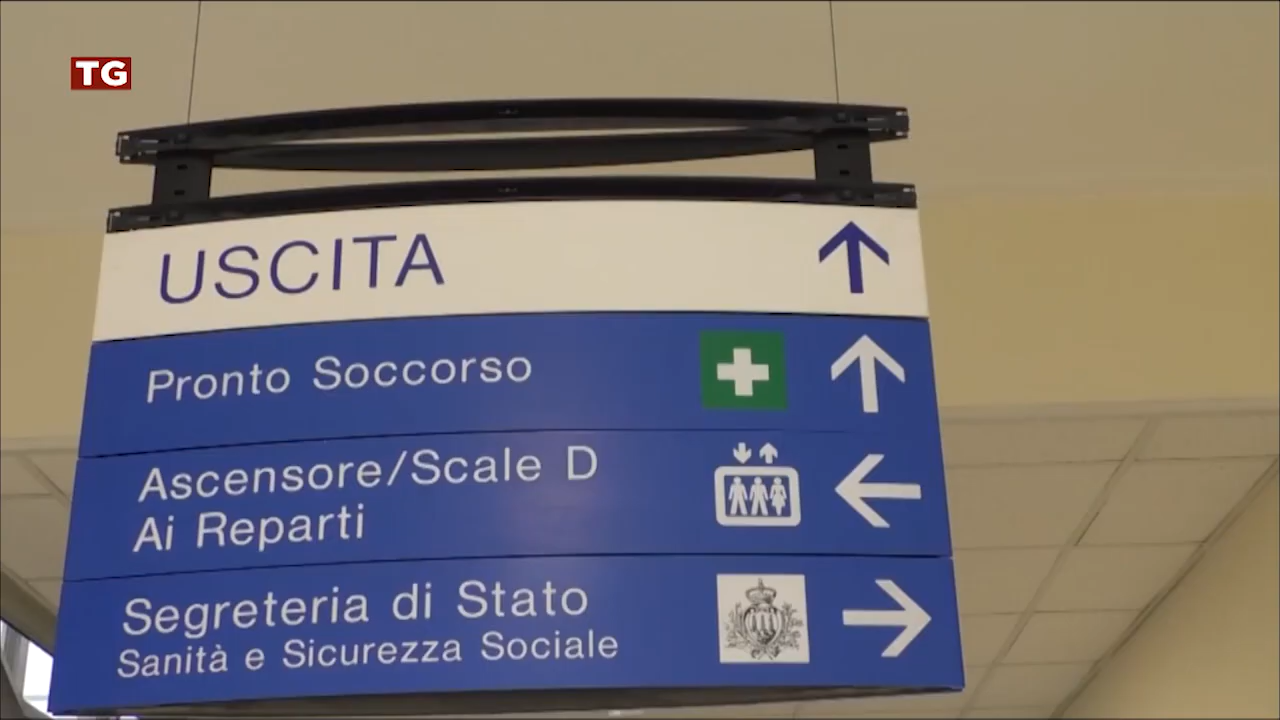 TG
USCITA
Pronto Soccorso
Ascensore/Scale D
Ai Reparti
Segreteria di Stato
Sanità e Sicurezza Sociale